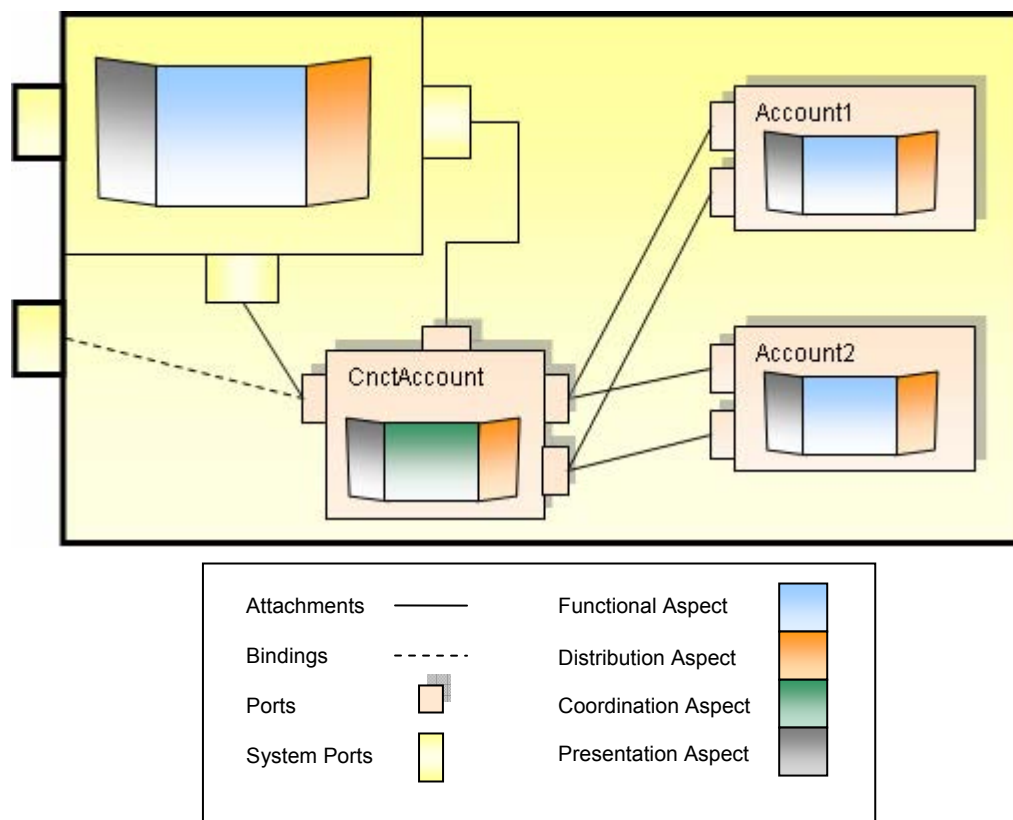 Account1
Account2
CnctAccount
Attachments
Bindings
Ports
System Ports
Functional Aspect
Distribution Aspect
Coordination Aspect
Presentation Aspect